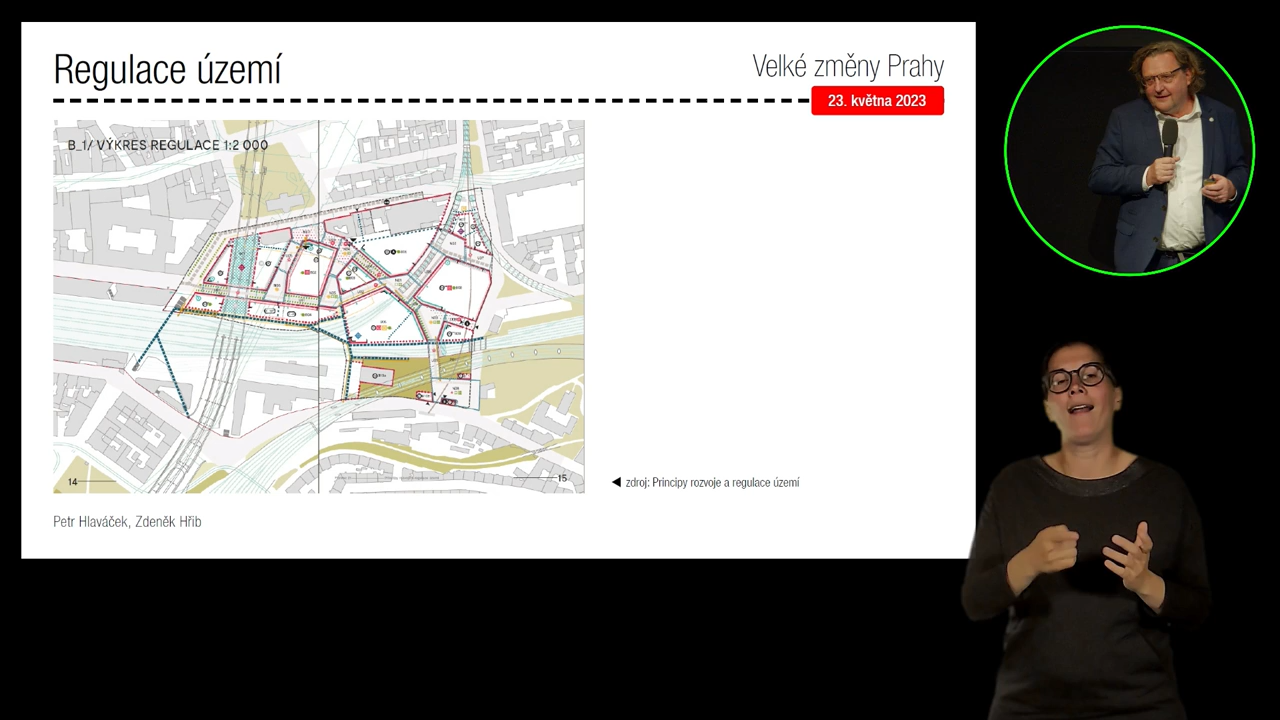 Regulace území
Velké změny Prahy
23. května 2023
B_1/ VÝKRES REGULACE 1:2 000
14
15
zdroj: Principy rozvoje a regulace území
Petr Hlaváček, Zdeněk Hřib